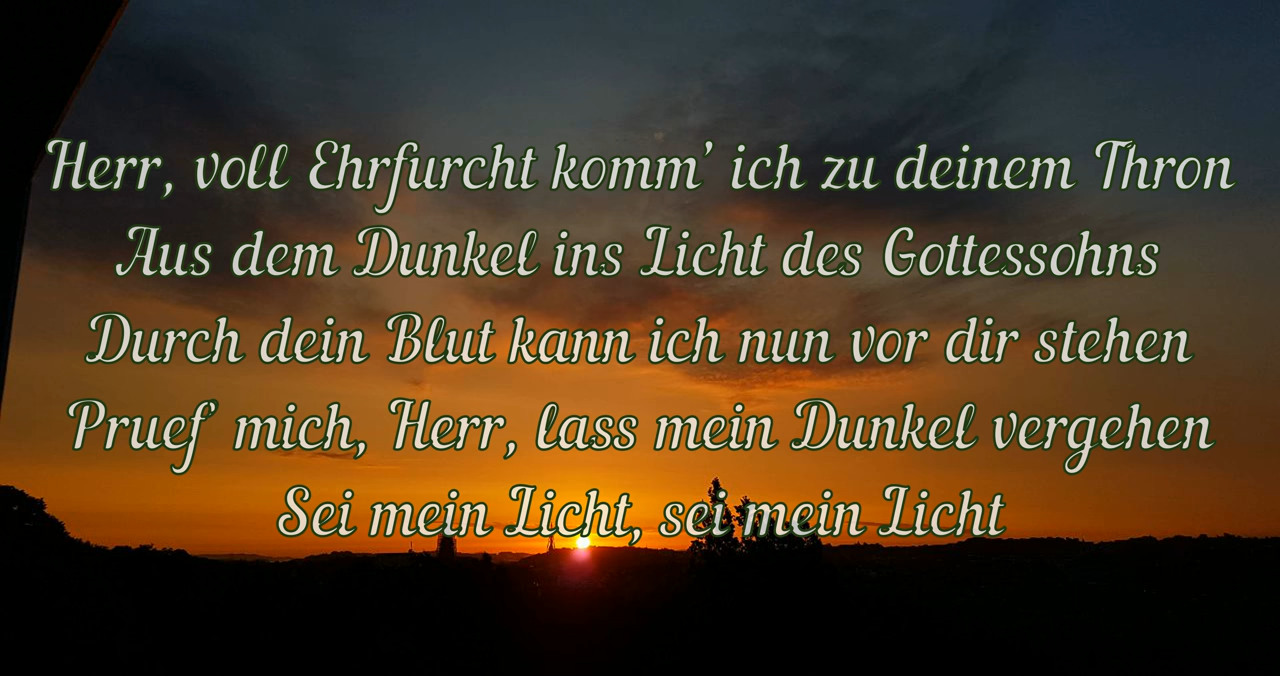 Herr, voll Ehrfurcht komm’ ich zu deinem Thron
Aus dem Dunkel ins Licht des Gottessohns
Durch dein Blut kann ich nun vor dir stehen
Pruef’ mich, Herr, lass mein Dunkel vergehen
Sei mein Licht, sei mein Licht